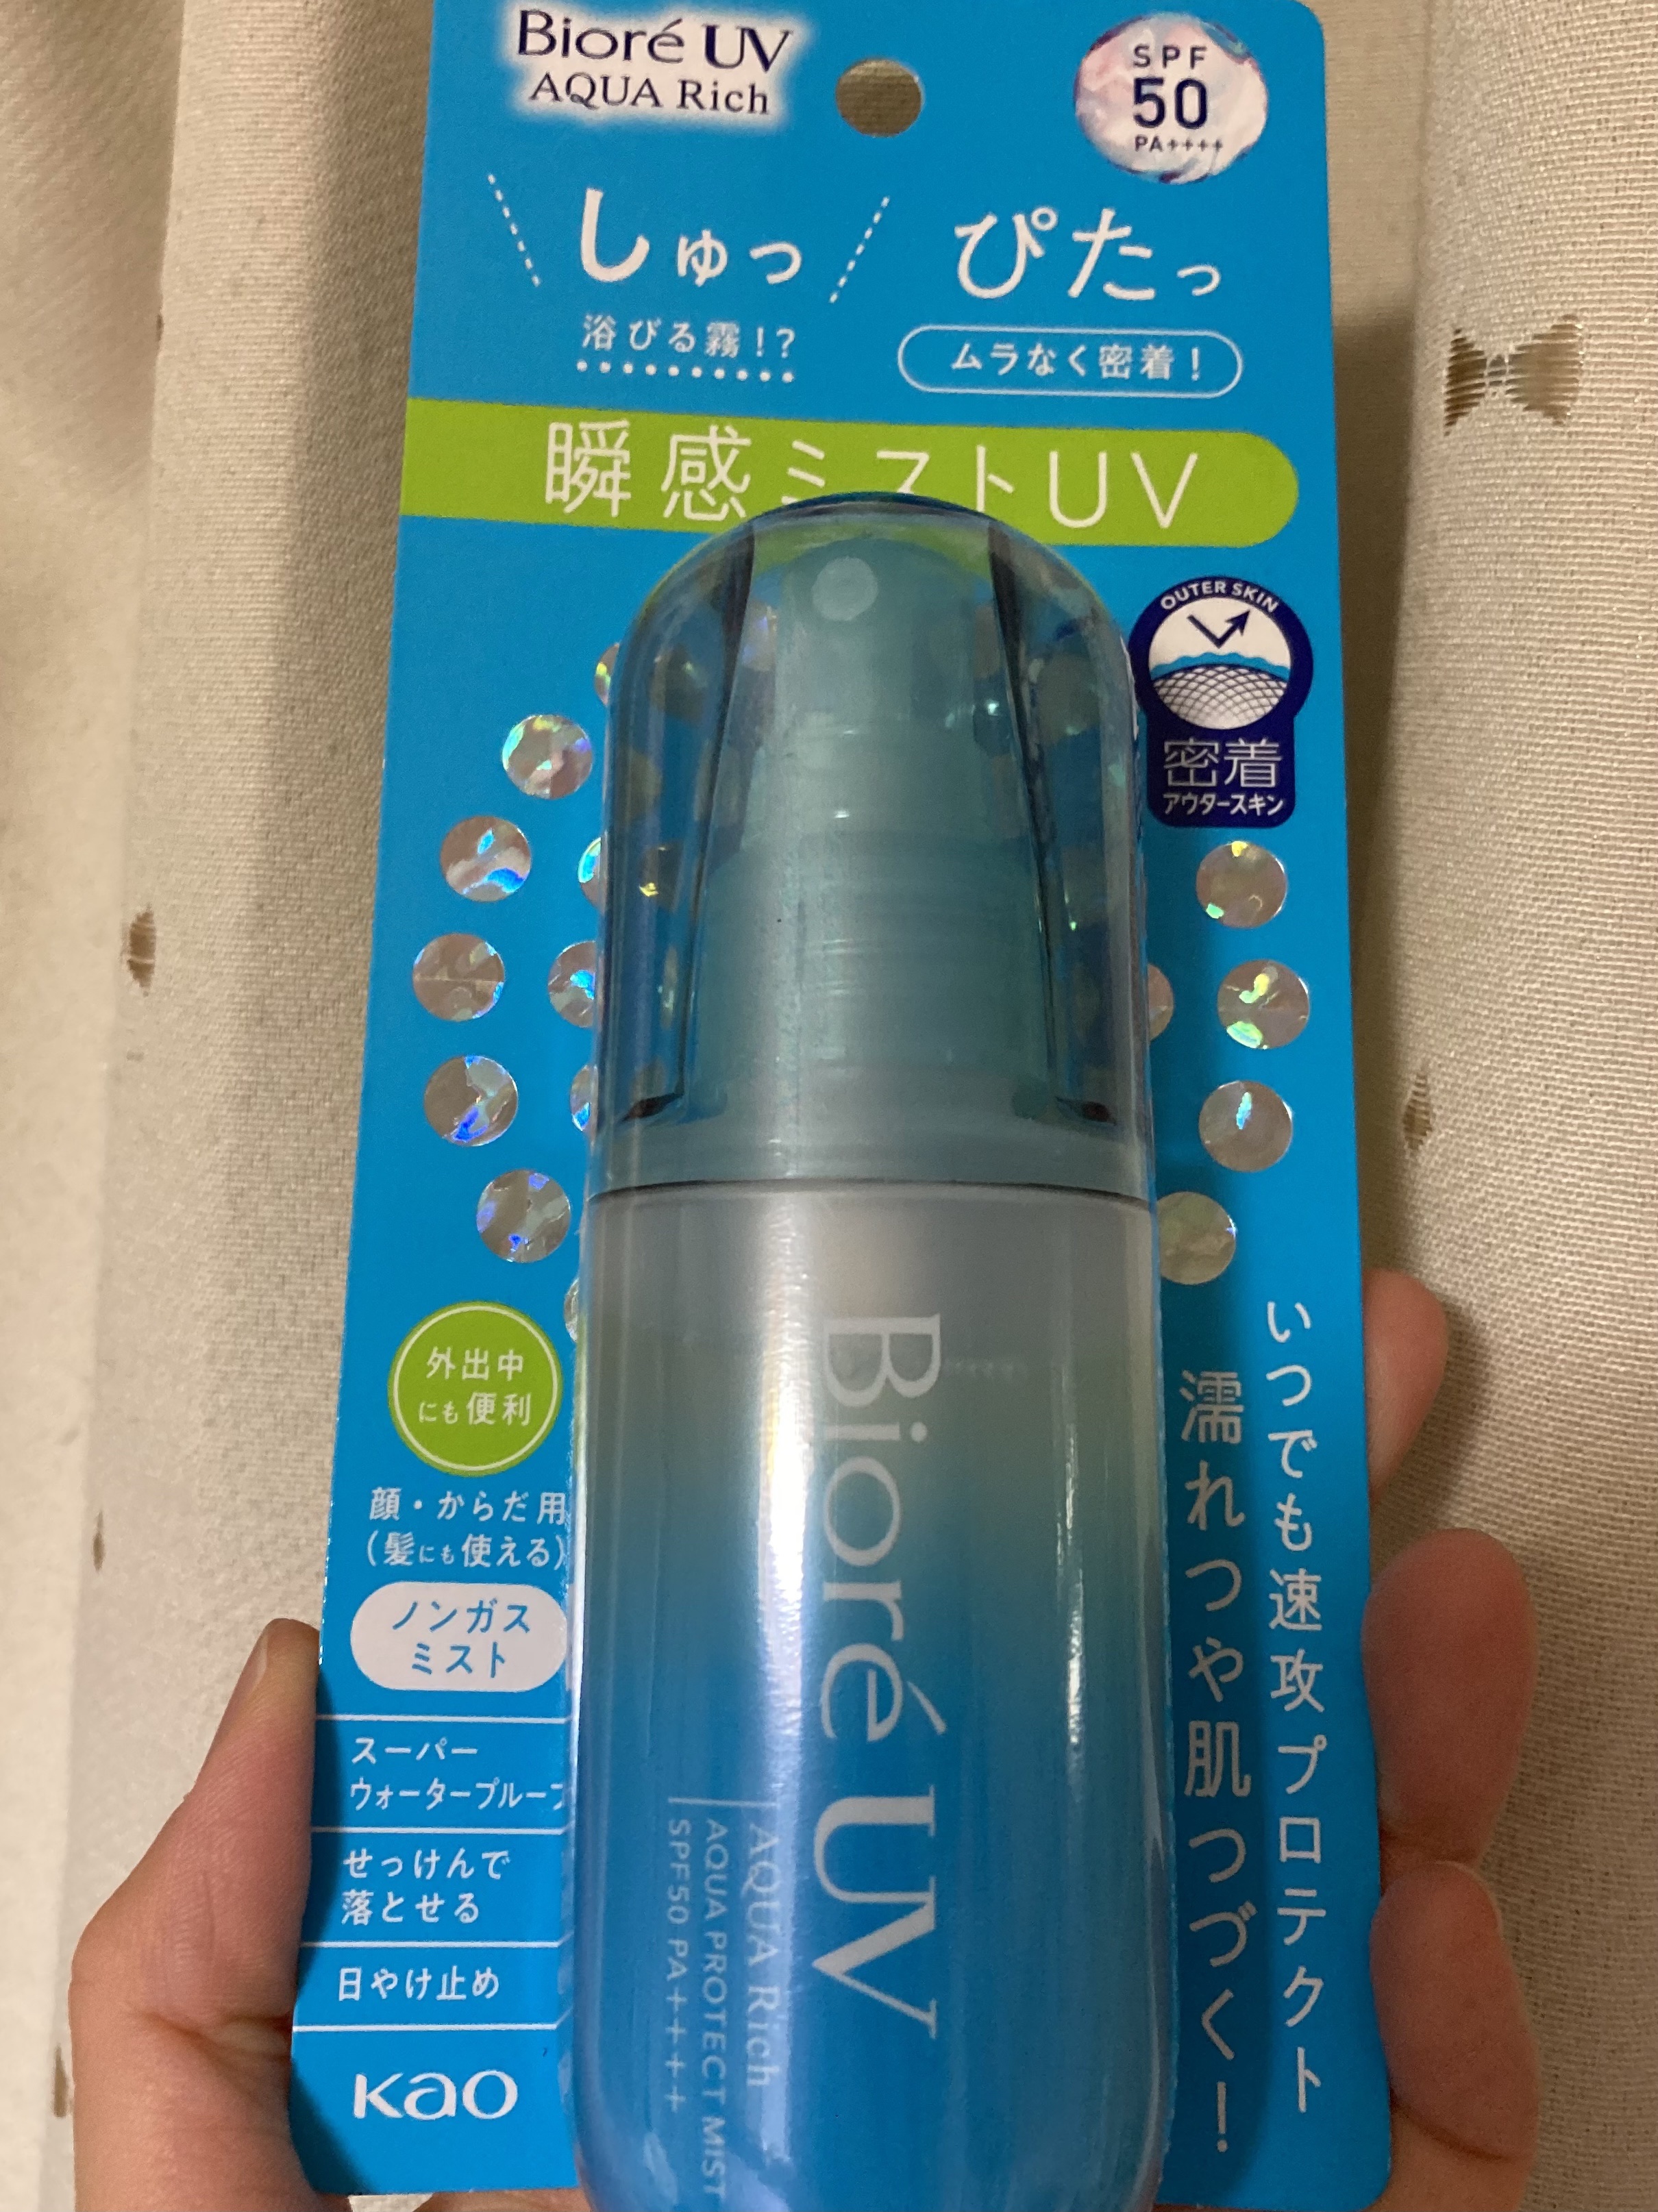 Bioré UV
AQUA Rich
SPF
50
PA++++
しゅっ
ぴたっ
浴びる霧!?
ムラなく密着!
瞬感ミストUV
OUTER SKIN
密着
アウタースキン
外出中
にも便利
顔・からだ用
(髪にも使える)
ノンガス
ミスト
スーパー
ウォータープルーフ
せっけんで
落とせる
日やけ止め
Kao
いつでも速攻プロテクト
濡れつや肌つづく!
Bioré UV
AQUA Rich
AQUA PROTECT MIST
SPF50 PA++++